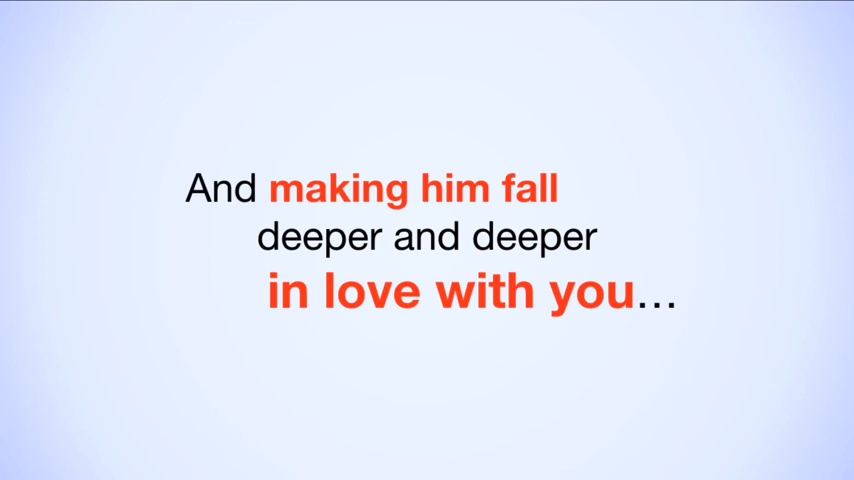 And making him fall
deeper and deeper
in love with you...